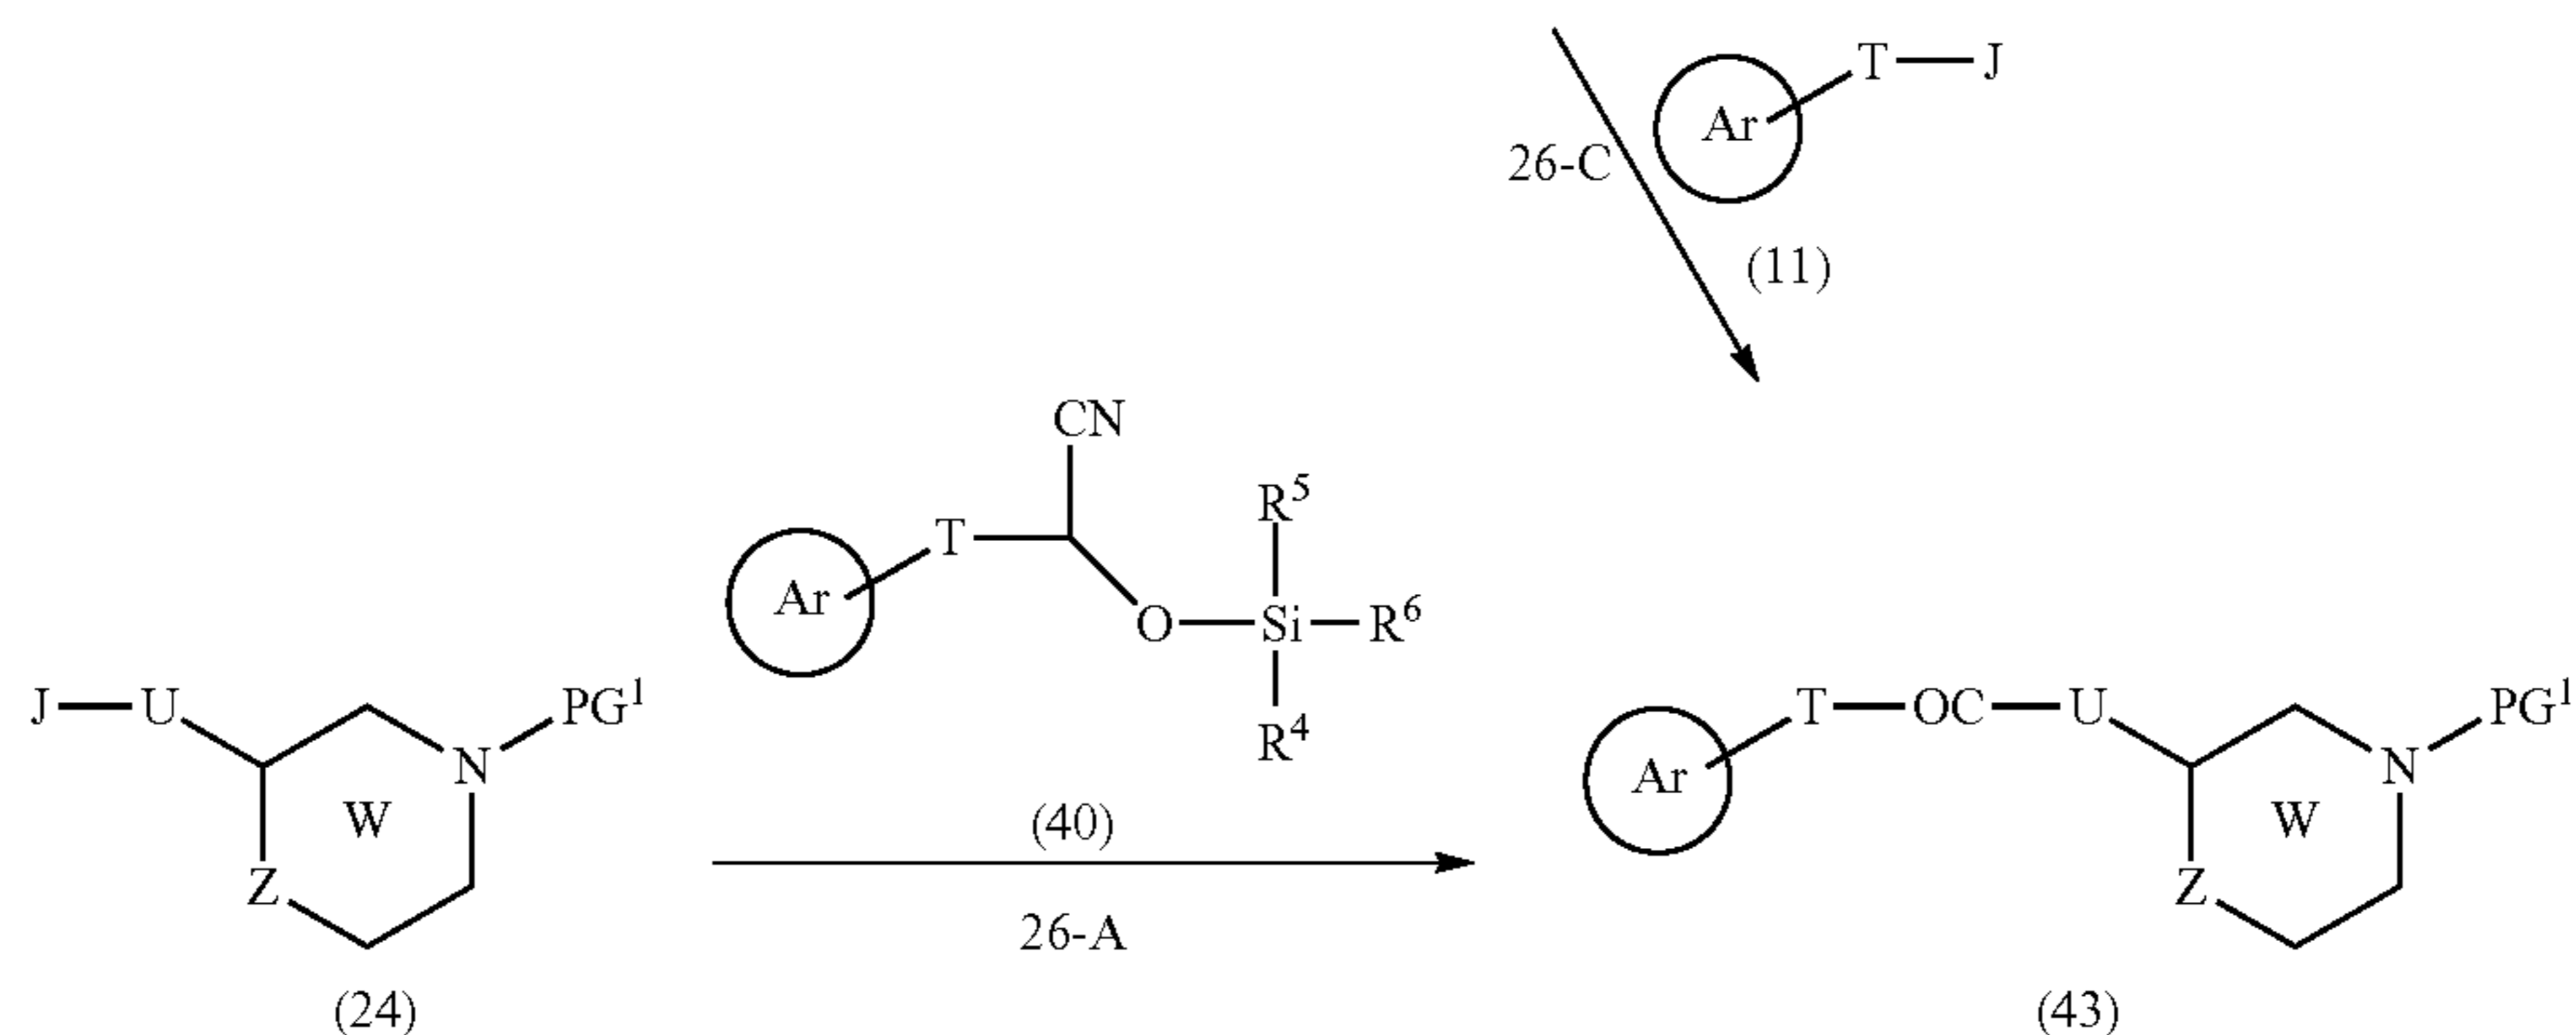 T—J
Ar
26-C
(11)
CN
R⁵
T
Ar
O—Si—R⁶
R⁴
J—U
PG¹
N
W
Z
(24)
(40)
26-A
T—OC—U
PG¹
Ar
N
W
Z
(43)